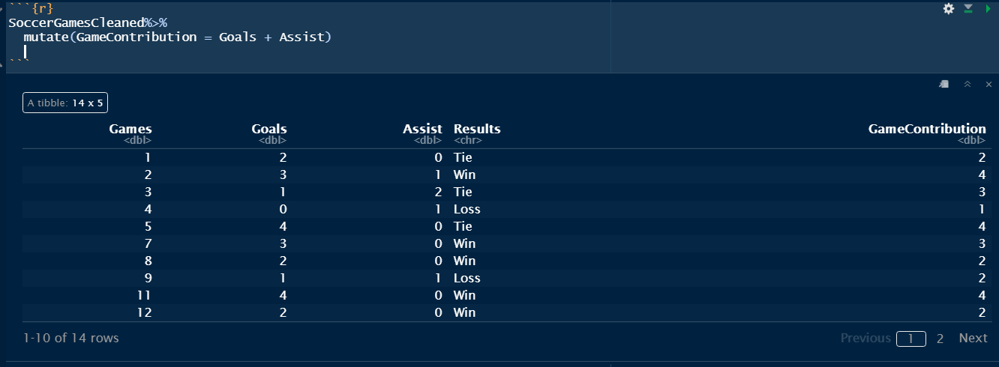 ```{r}
SoccerGamesCleaned%>%
  mutate(GameContribution = Goals + Assist)
```
A tibble: 14 x 5
Games Goals Assist Results GameContribution
<dbl> <dbl> <dbl> <chr> <dbl>
1 2 0 Tie 2
2 3 1 Win 4
3 1 2 Tie 3
4 0 1 Loss 1
5 4 0 Tie 4
7 3 0 Win 3
8 2 0 Win 2
9 1 1 Loss 2
11 4 0 Win 4
12 2 0 Win 2
1-10 of 14 rows Previous 1 2 Next